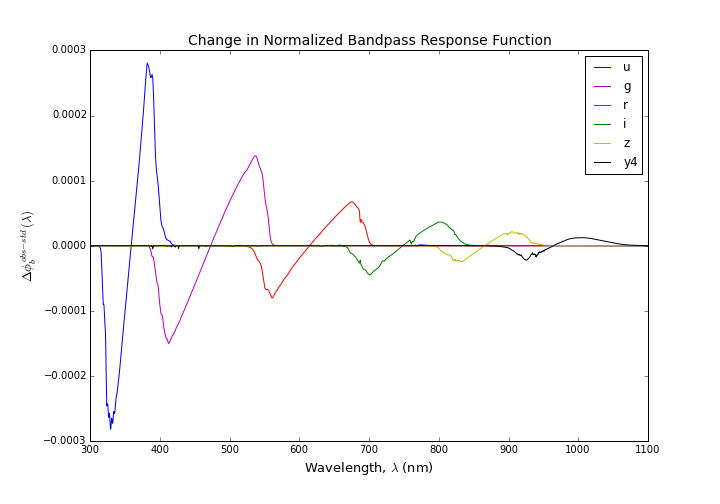 Change in Normalized Bandpass Response Function
0.0003
0.0002
0.0001
0.0000
−0.0001
−0.0002
−0.0003
Δϕ_b^{obs−std}(λ)
u
g
r
i
z
y4
300 400 500 600 700 800 900 1000 1100
Wavelength, λ (nm)